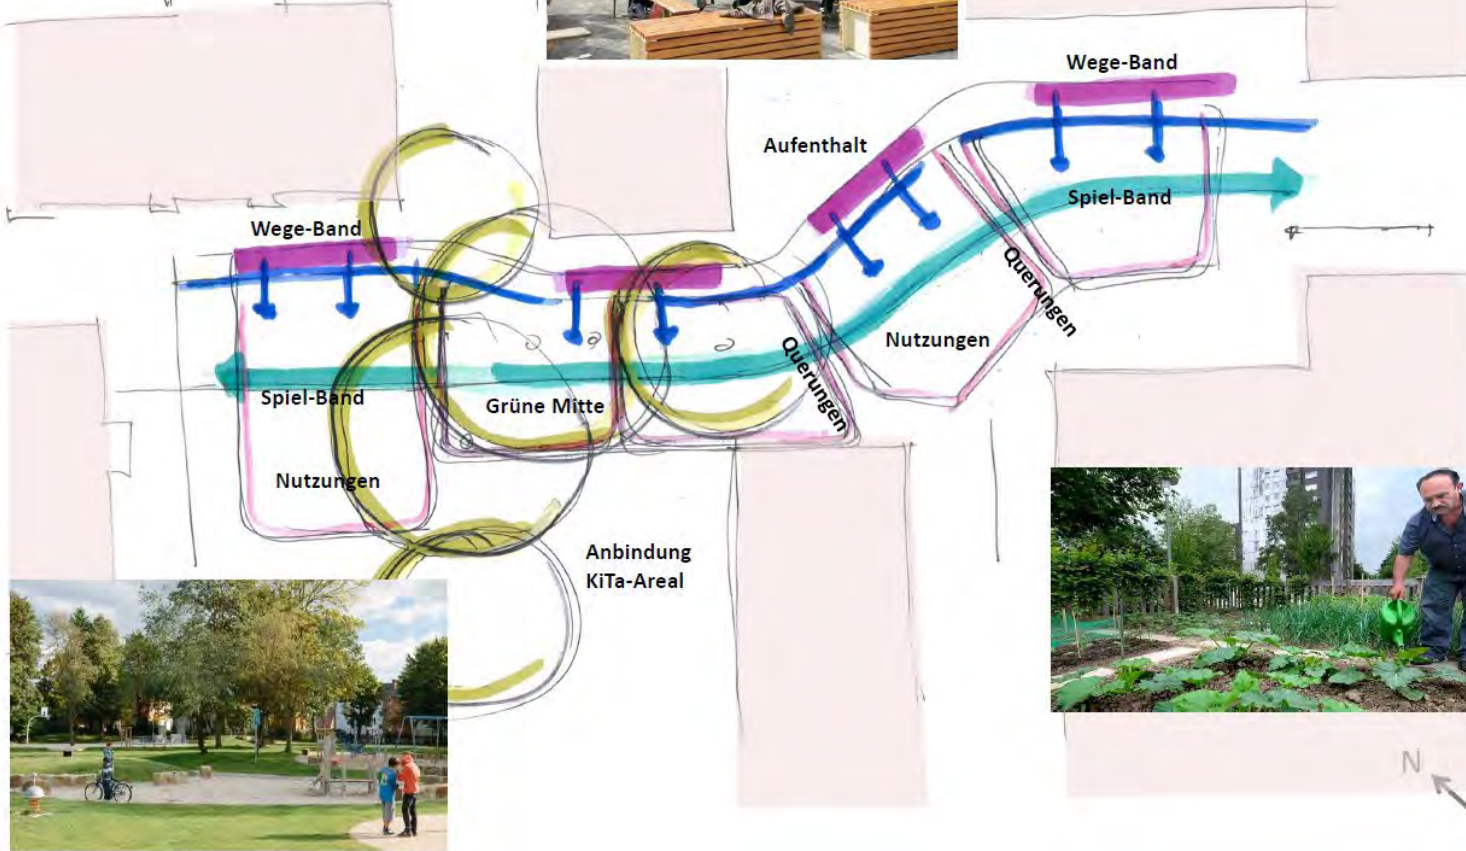 Wege-Band
Aufenthalt
Spiel-Band
Wege-Band
Querungen
Nutzungen
Querungen
Spiel-Band
Grüne Mitte
Nutzungen
Anbindung
KiTa-Areal
N